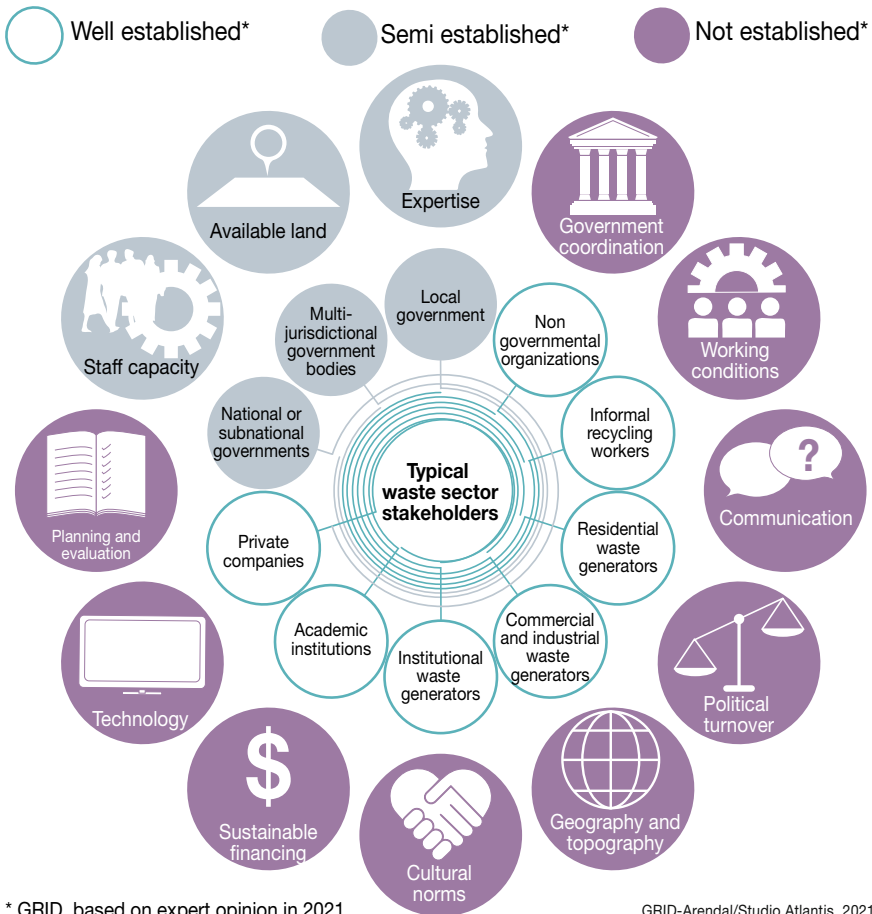 Well established*
Semi established*
Not established*
Expertise
Available land
Government
coordination
Staff capacity
Working
conditions
Local
government
Multi-
jurisdictional
government
bodies
Non
governmental
organizations
National or
subnational
governments
Informal
recycling
workers
Typical
waste sector
stakeholders
Planning and
evaluation
?
Communication
Private
companies
Residential
waste
generators
Academic
institutions
Institutional
waste
generators
Commercial
and industrial
waste
generators
Technology
Political
turnover
$
Sustainable
financing
Cultural
norms
Geography and
topography
* GRID, based on expert opinion in 2021
GRID-Arendal/Studio Atlantis, 2021